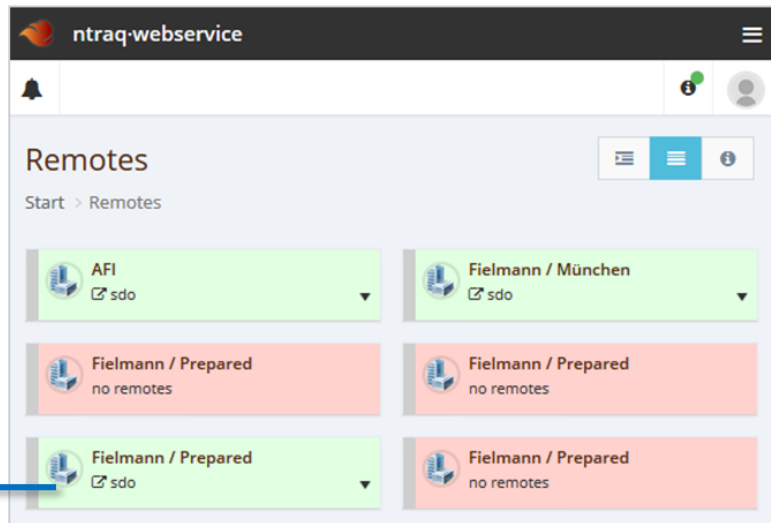 ntraq·webservice
Remotes
Start > Remotes
AFI
sdo
Fielmann / München
sdo
Fielmann / Prepared
no remotes
Fielmann / Prepared
no remotes
Fielmann / Prepared
sdo
Fielmann / Prepared
no remotes